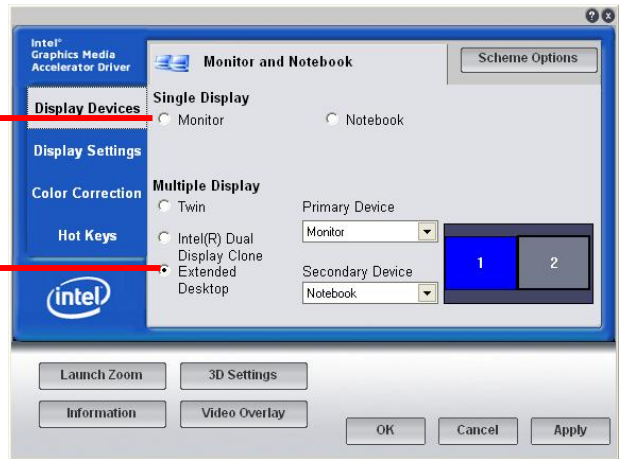 Intel®
Graphics Media
Accelerator Driver
Monitor and Notebook
Scheme Options
Display Devices
Display Settings
Color Correction
Hot Keys
intel
Single Display
Monitor
Notebook
Multiple Display
Twin
Intel(R) Dual
Display Clone
Extended
Desktop
Primary Device
Monitor
Secondary Device
Notebook
1
2
Launch Zoom
3D Settings
Information
Video Overlay
OK
Cancel
Apply